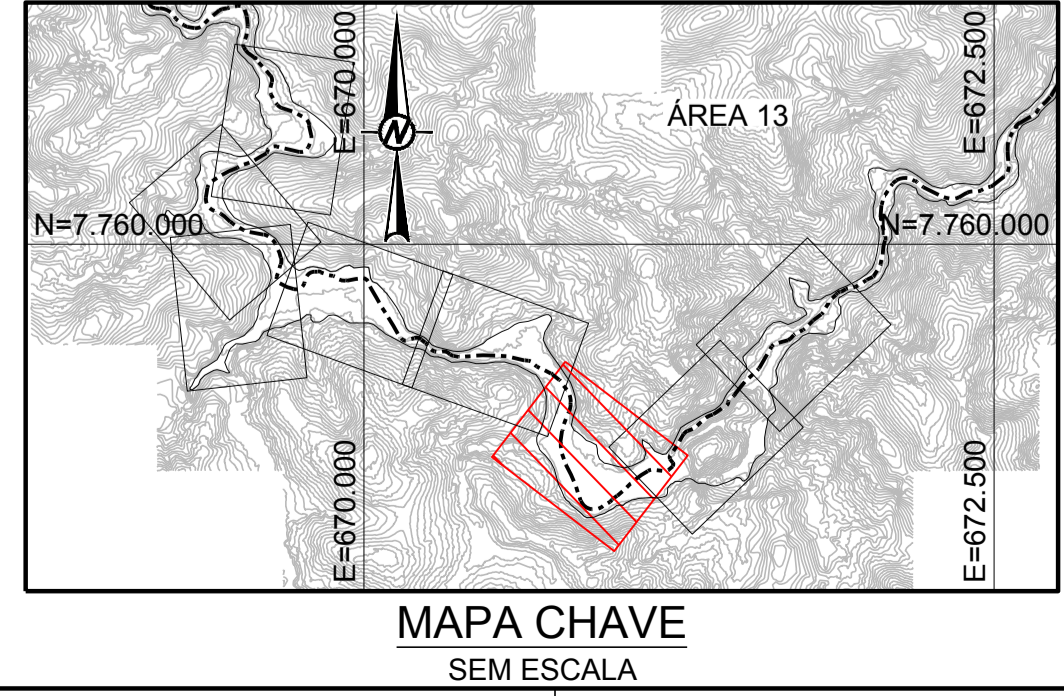 E=670.000
E=672.500
ÁREA 13
N
N=7.760.000
N=7.760.000
E=670.000
E=672.500
MAPA CHAVE
SEM ESCALA